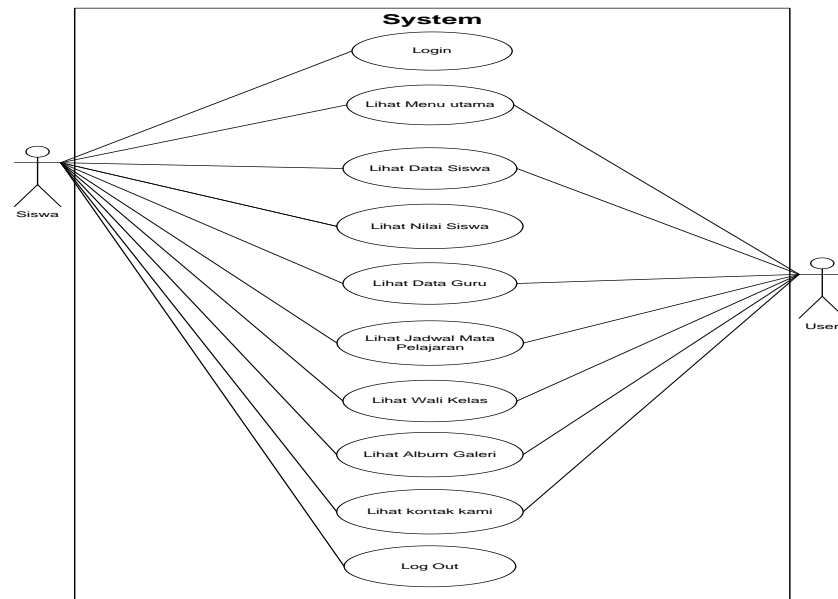 System
Login
Lihat Menu utama
Lihat Data Siswa
Siswa
Lihat Nilai Siswa
Lihat Data Guru
User
Lihat Jadwal Mata
Pelajaran
Lihat Wali Kelas
Lihat Album Galeri
Lihat kontak kami
Log Out